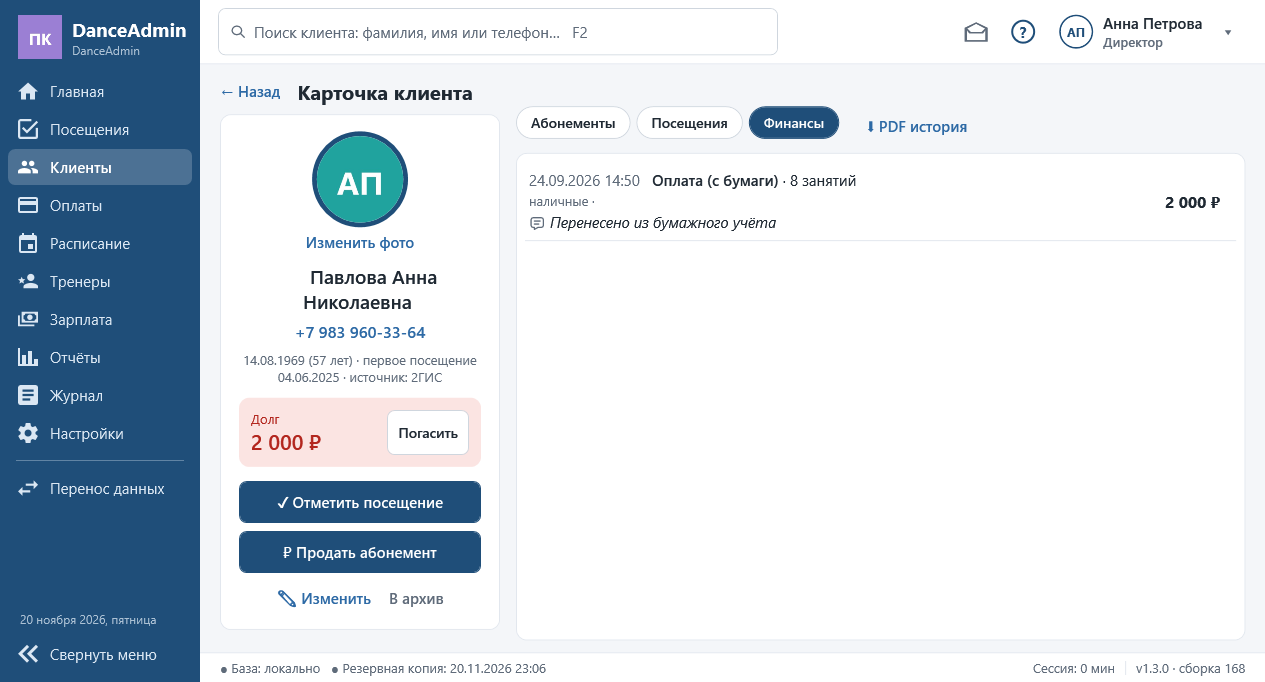 ПК
DanceAdmin
DanceAdmin
Главная
Посещения
Клиенты
Оплаты
Расписание
Тренеры
Зарплата
Отчёты
Журнал
Настройки
Перенос данных
20 ноября 2026, пятница
Свернуть меню
Поиск клиента: фамилия, имя или телефон... F2
?
АП
Анна Петрова
Директор
▾
← Назад
Карточка клиента
АП
Изменить фото
Павлова Анна
Николаевна
+7 983 960-33-64
14.08.1969 (57 лет) · первое посещение
04.06.2025 · источник: 2ГИС
Долг
2 000 ₽
Погасить
✓ Отметить посещение
₽ Продать абонемент
Изменить
В архив
Абонементы
Посещения
Финансы
⬇ PDF история
24.09.2026 14:50 Оплата (с бумаги) · 8 занятий
наличные ·
2 000 ₽
Перенесено из бумажного учёта
● База: локально ● Резервная копия: 20.11.2026 23:06
Сессия: 0 мин
v1.3.0 · сборка 168